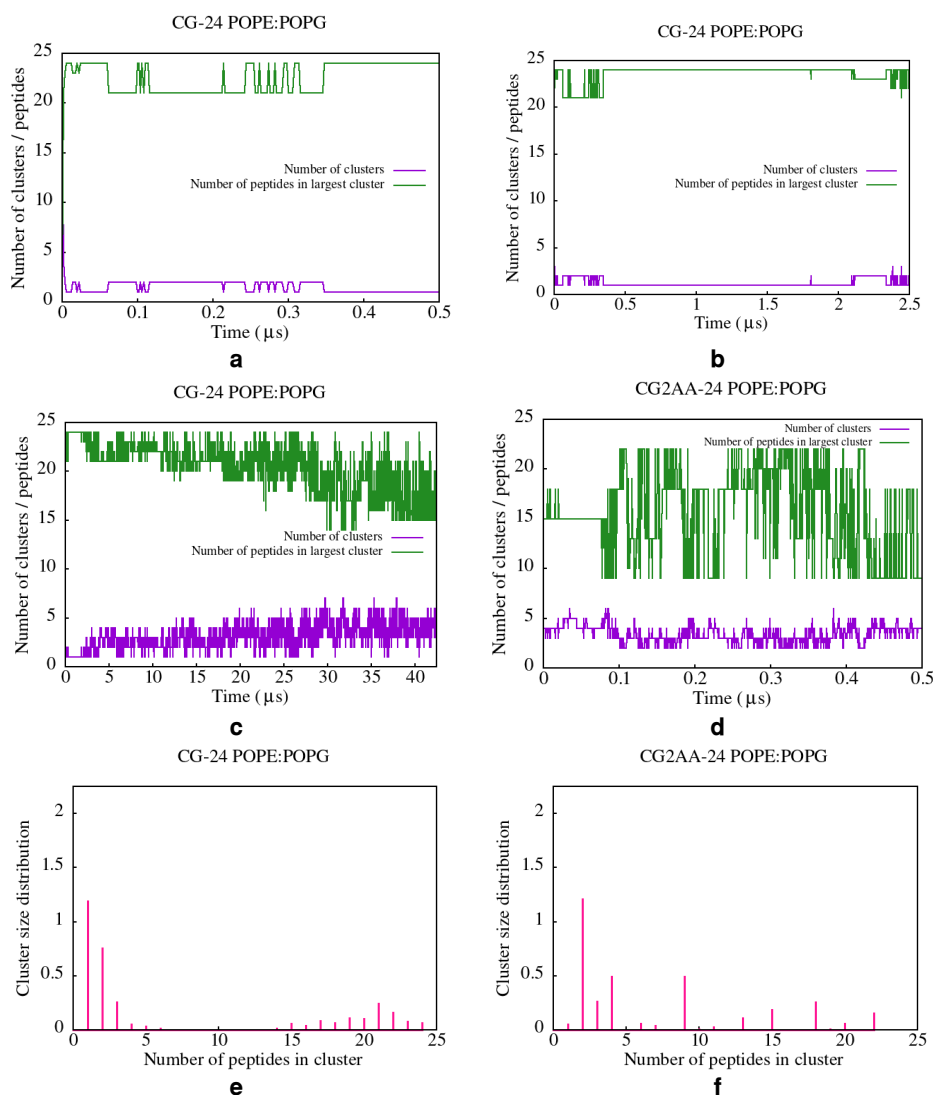 CG-24 POPE:POPG
Number of clusters / peptides
25
20
15
10
5
0
Number of clusters
Number of peptides in largest cluster
0 0.1 0.2 0.3 0.4 0.5
Time (μs)
a
CG-24 POPE:POPG
Number of clusters / peptides
25
20
15
10
5
0
Number of clusters
Number of peptides in largest cluster
0 0.5 1 1.5 2 2.5
Time (μs)
b
CG-24 POPE:POPG
Number of clusters / peptides
25
20
15
10
5
0
Number of clusters
Number of peptides in largest cluster
0 5 10 15 20 25 30 35 40
Time (μs)
c
CG2AA-24 POPE:POPG
Number of clusters / peptides
25
20
15
10
5
0
Number of clusters
Number of peptides in largest cluster
0 0.1 0.2 0.3 0.4 0.5
Time (μs)
d
CG-24 POPE:POPG
Cluster size distribution
2
1.5
1
0.5
0
0 5 10 15 20 25
Number of peptides in cluster
e
CG2AA-24 POPE:POPG
Cluster size distribution
2
1.5
1
0.5
0
0 5 10 15 20 25
Number of peptides in cluster
f